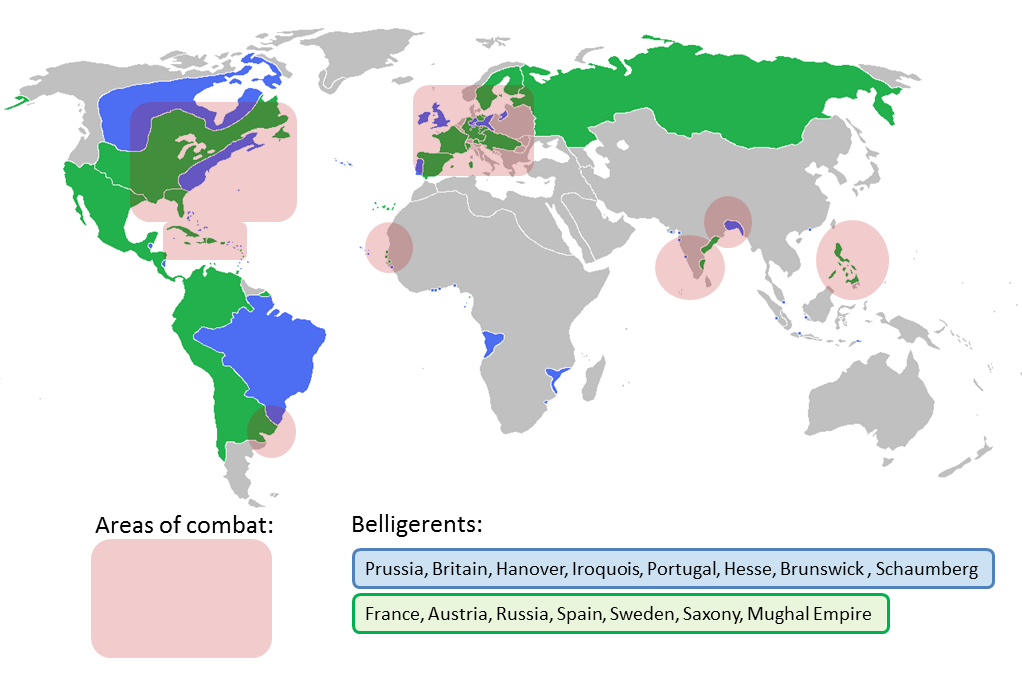 Areas of combat:
Belligerents:
Prussia, Britain, Hanover, Iroquois, Portugal, Hesse, Brunswick , Schaumberg
France, Austria, Russia, Spain, Sweden, Saxony, Mughal Empire